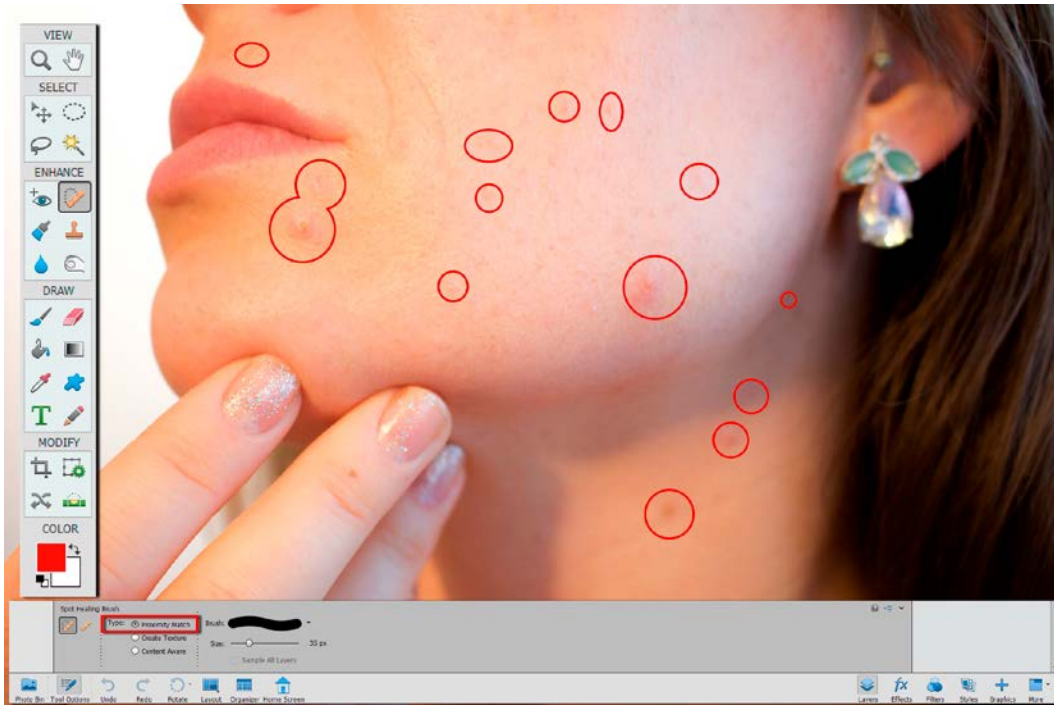 VIEW
SELECT
ENHANCE
DRAW
T
MODIFY
COLOR
Spot Healing Brush
Type: Proximity Match
Brush:
Create Texture
Size: 35 px
Content Aware
Sample All Layers
Photo Bin Tool Options Undo Redo Rotate Layout Organizer Home Screen
Layers Effects Filters Styles Graphics More
fx